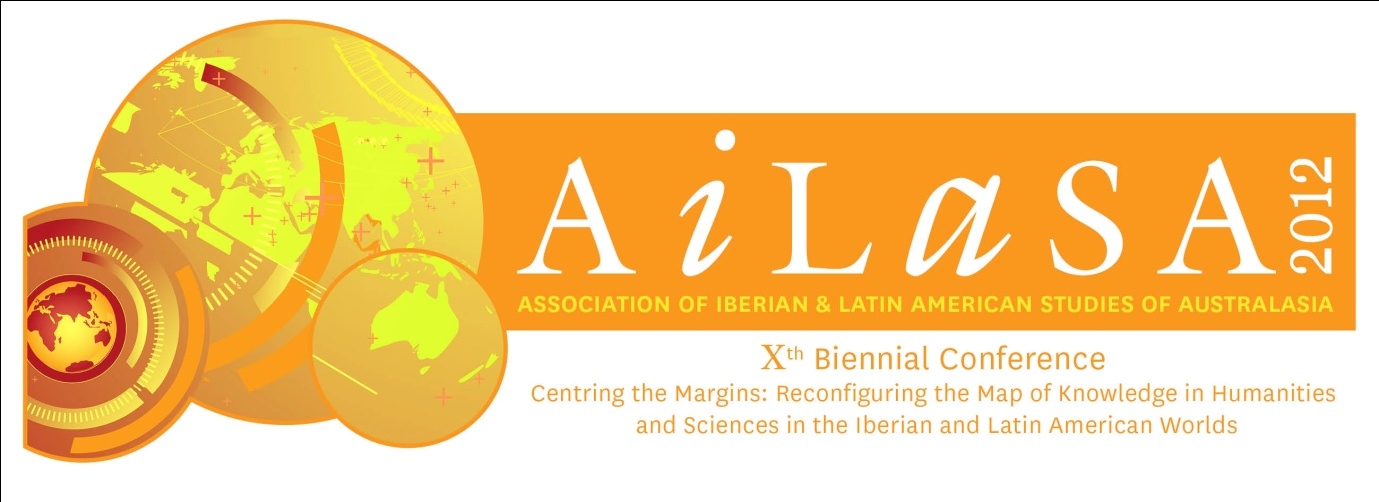 AiLaSA 2012
ASSOCIATION OF IBERIAN & LATIN AMERICAN STUDIES OF AUSTRALASIA
Xth Biennial Conference
Centring the Margins: Reconfiguring the Map of Knowledge in Humanities
and Sciences in the Iberian and Latin American Worlds